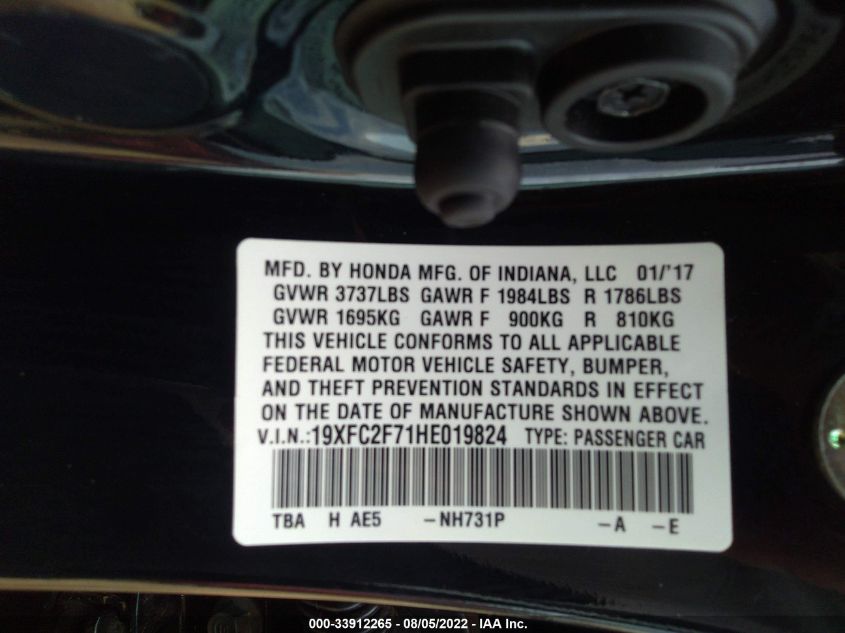 MFD. BY HONDA MFG. OF INDIANA, LLC 01/'17
GVWR 3737LBS GAWR F 1984LBS R 1786LBS
GVWR 1695KG GAWR F 900KG R 810KG
THIS VEHICLE CONFORMS TO ALL APPLICABLE
FEDERAL MOTOR VEHICLE SAFETY, BUMPER,
AND THEFT PREVENTION STANDARDS IN EFFECT
ON THE DATE OF MANUFACTURE SHOWN ABOVE.
V.I.N.:19XFC2F71HE019824 TYPE: PASSENGER CAR
TBA H AE5 –NH731P –A –E
000-33912265 - 08/05/2022 - IAA Inc.